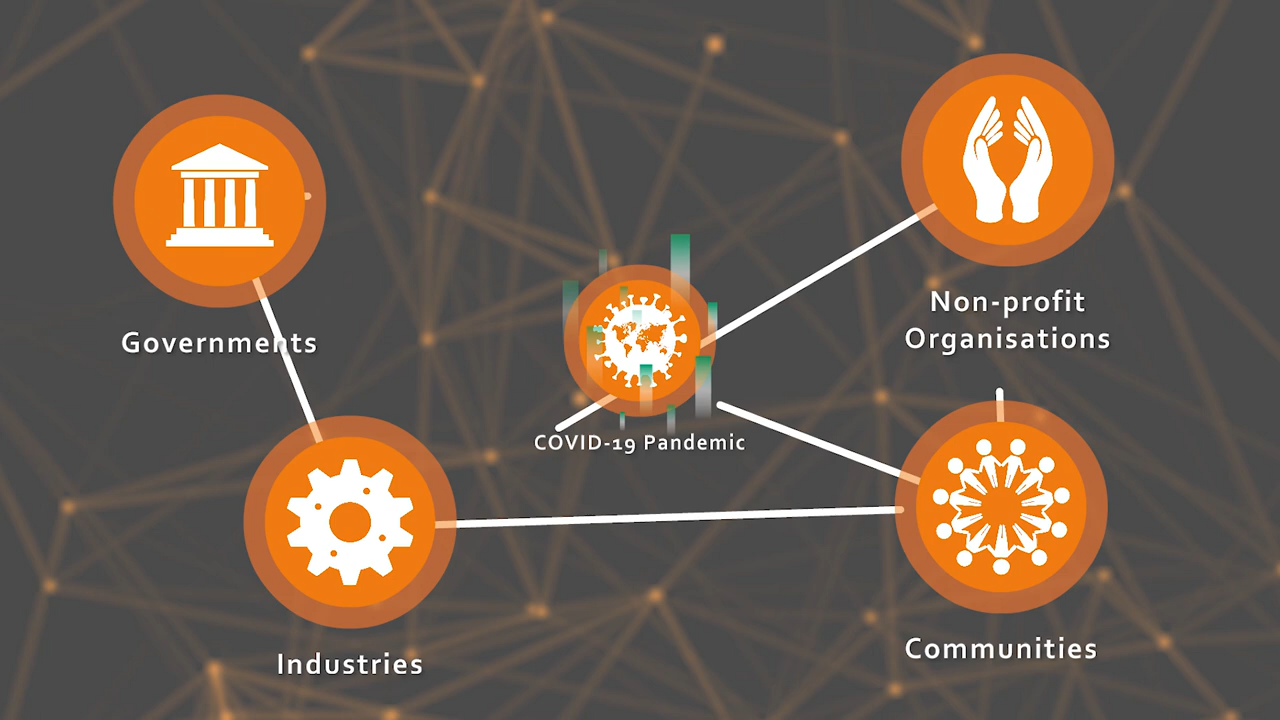 Governments
Non-profit
Organisations
COVID-19 Pandemic
Industries
Communities